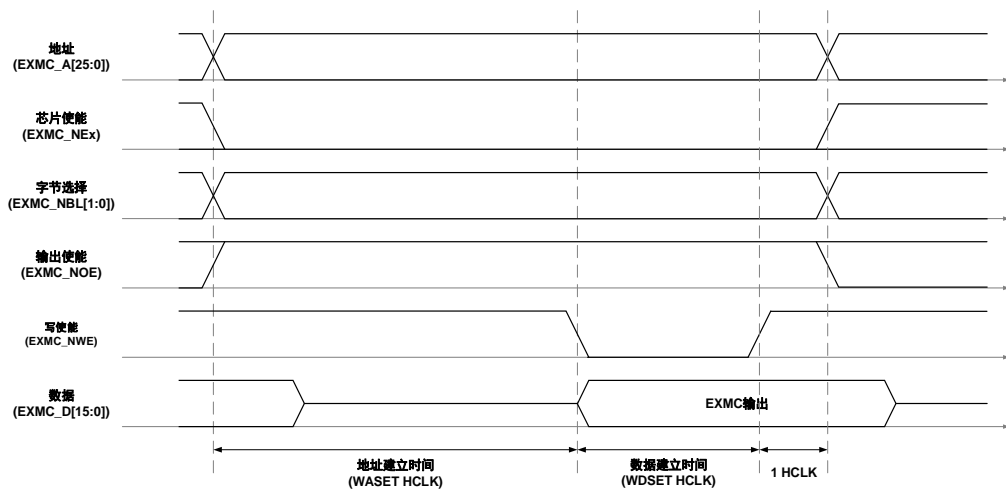 地址
(EXMC_A[25:0])
芯片使能
(EXMC_NEx)
字节选择
(EXMC_NBL[1:0])
输出使能
(EXMC_NOE)
写使能
(EXMC_NWE)
数据
(EXMC_D[15:0])
EXMC输出
地址建立时间
(WASET HCLK)
数据建立时间
(WDSET HCLK)
1 HCLK